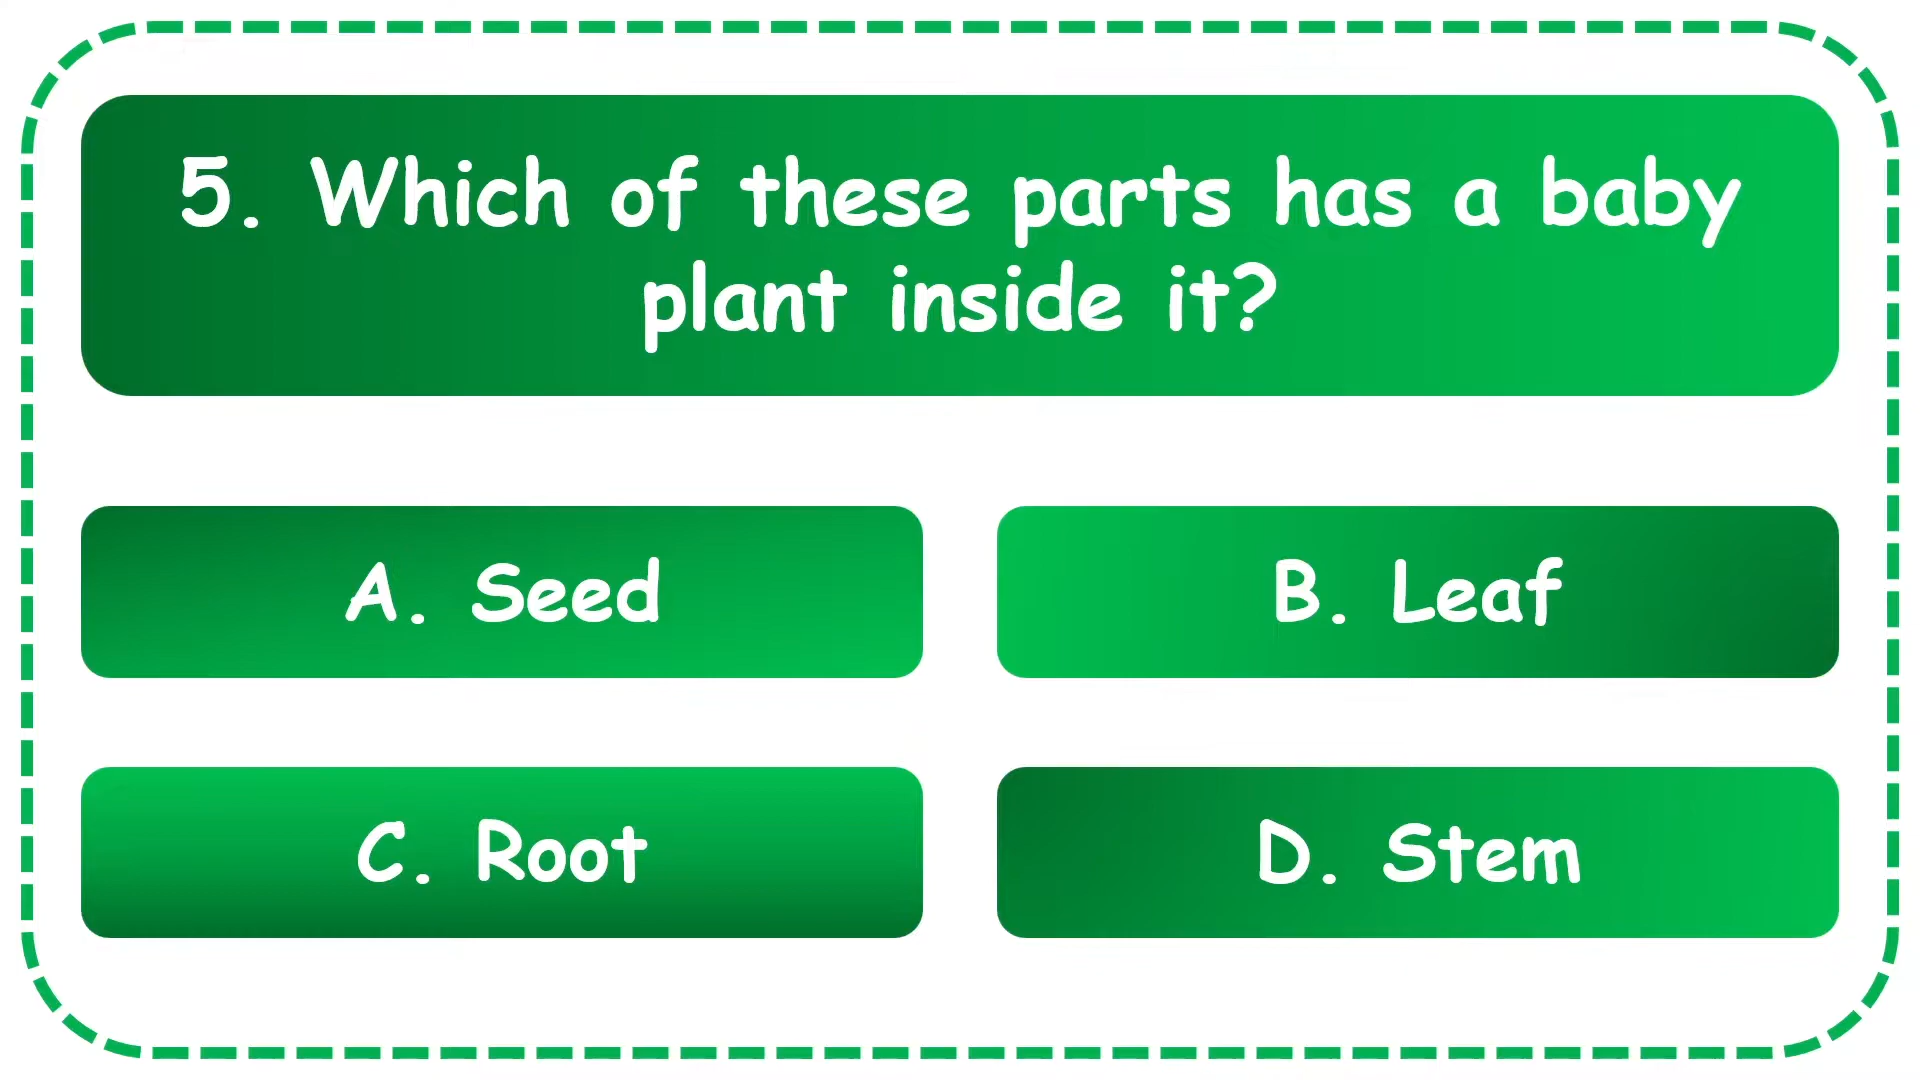 5. Which of these parts has a baby
plant inside it?
A. Seed
B. Leaf
C. Root
D. Stem